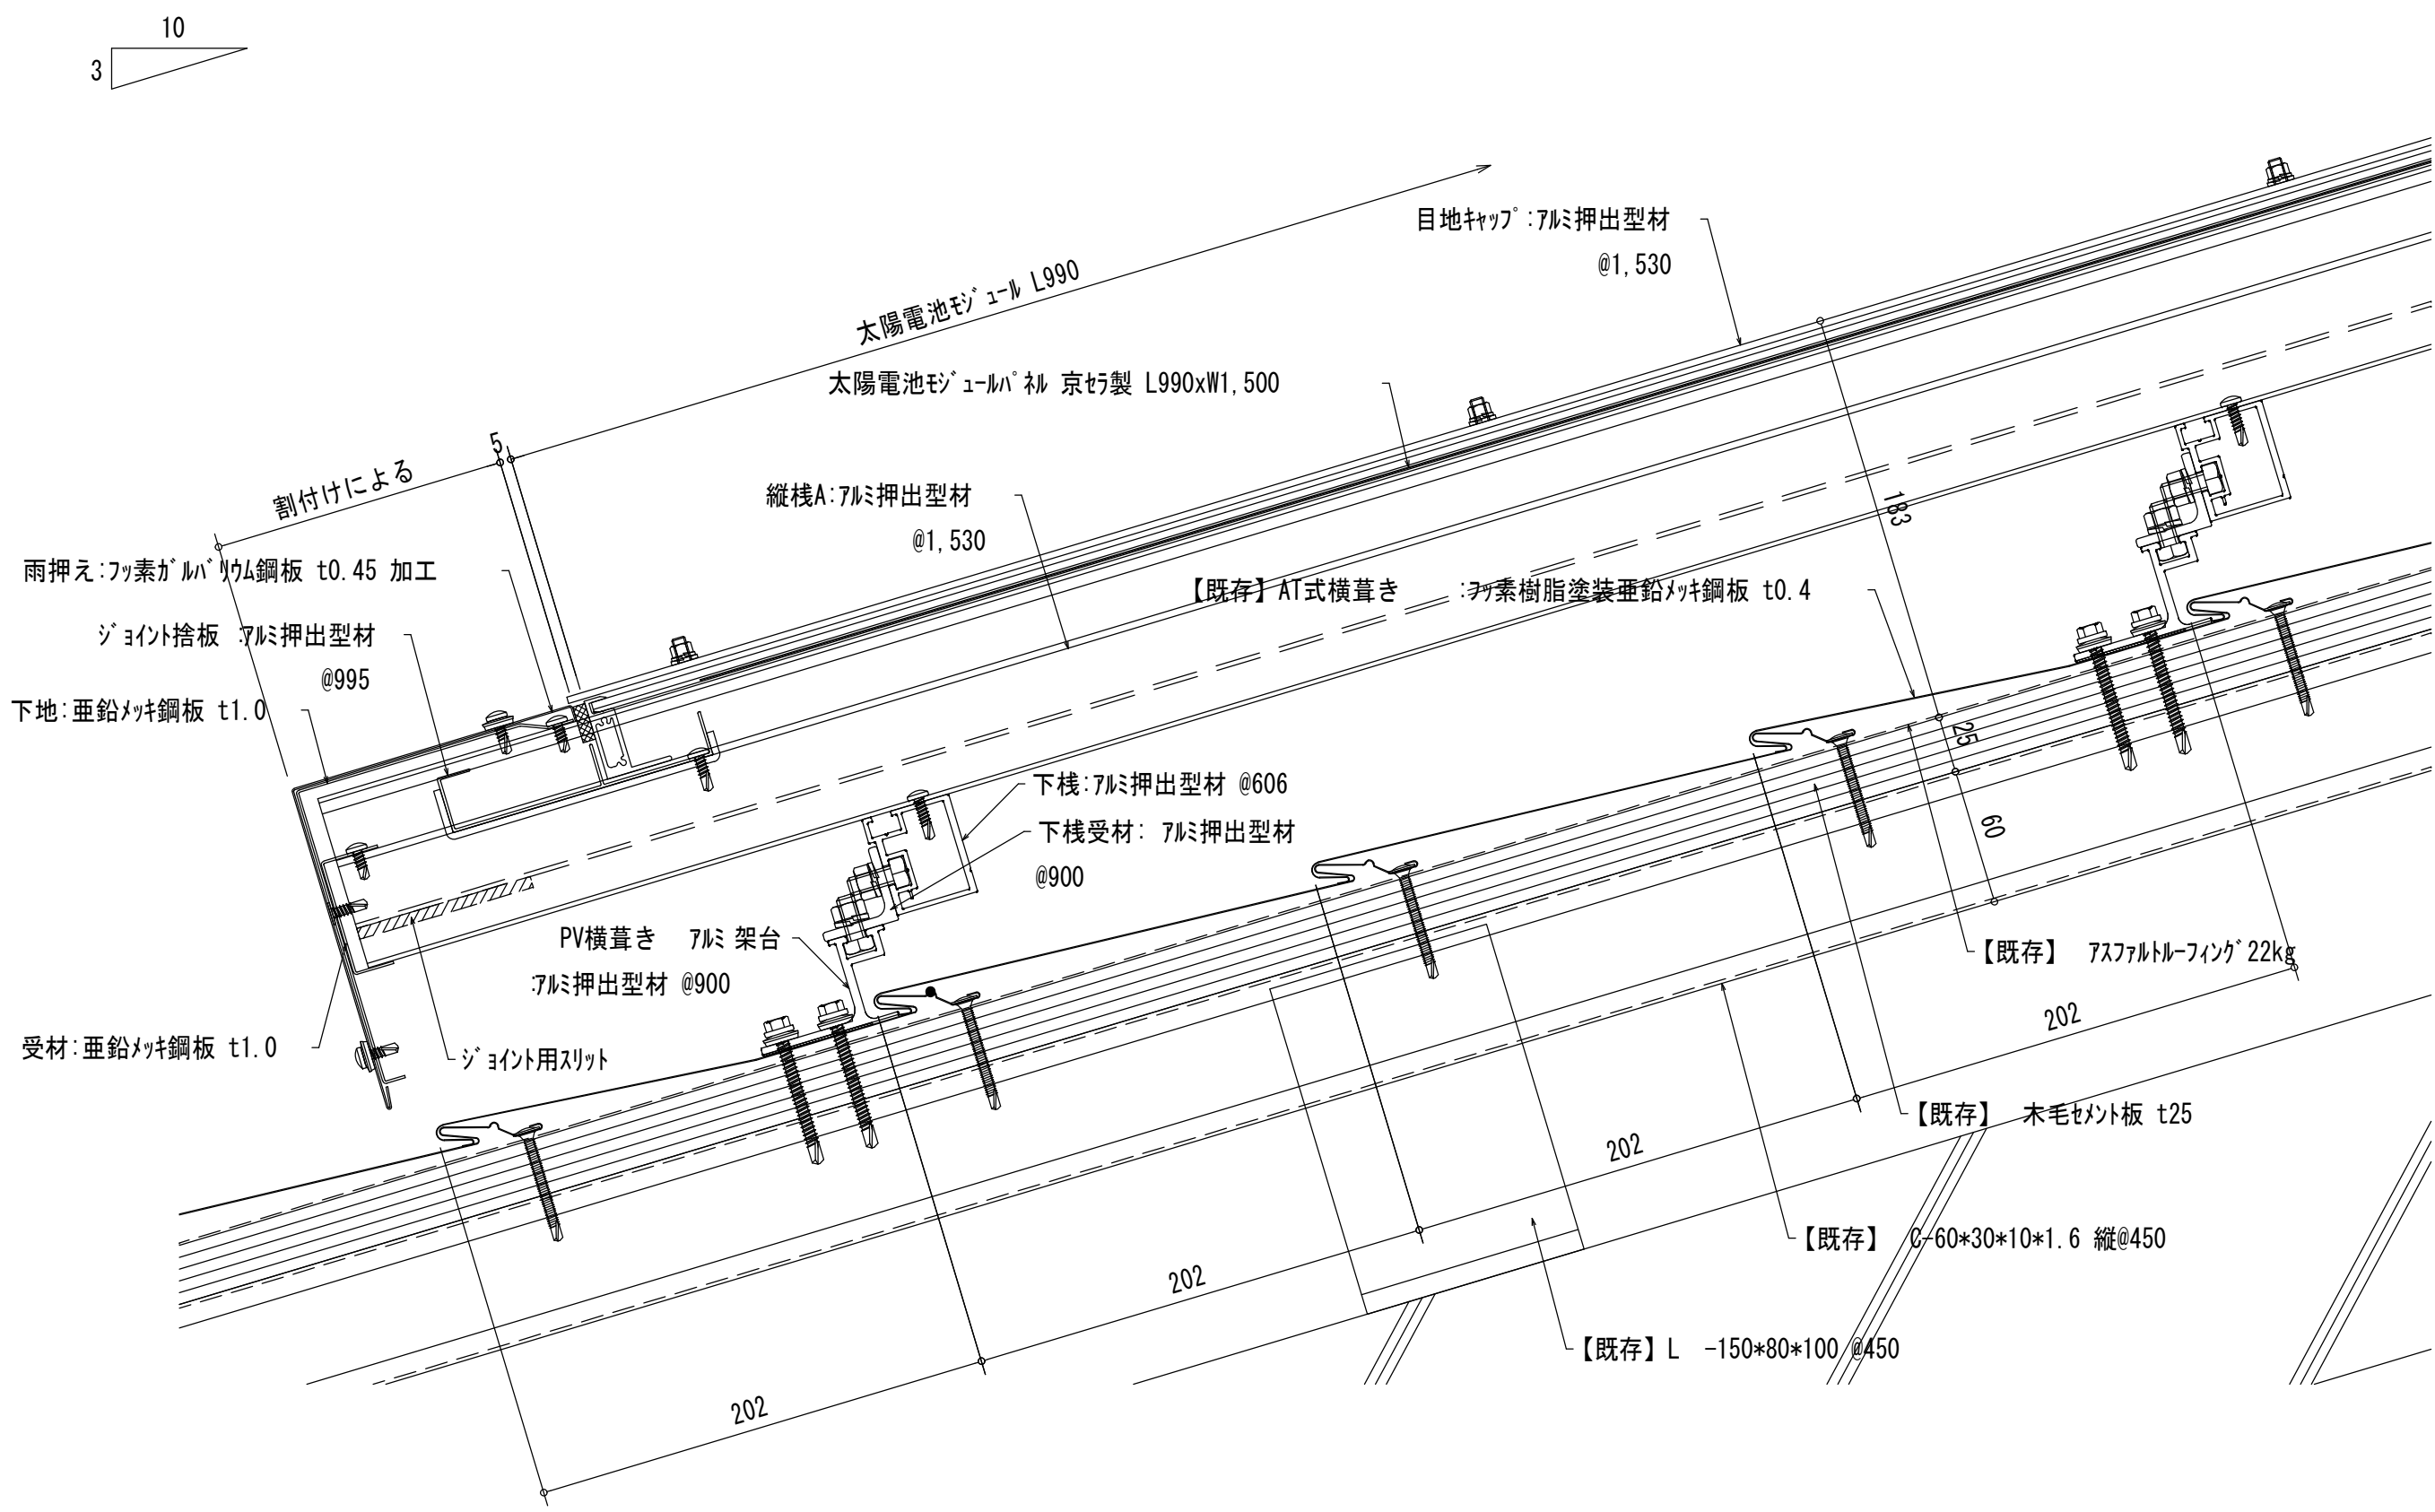 10
3
目地ｷｬｯﾌﾟ:ｱﾙﾐ押出型材
@1,530
太陽電池ﾓｼﾞｭｰﾙ L990
太陽電池ﾓｼﾞｭｰﾙﾊﾟﾈﾙ 京ｾﾗ製 L990xW1,500
5
割付けによる
縦桟A:ｱﾙﾐ押出型材
@1,530
183
雨押え:ﾌｯ素ｶﾞﾙﾊﾞﾘｳﾑ鋼板 t0.45 加工
【既存】AT式横葺き :ﾌｯ素樹脂塗装亜鉛ﾒｯｷ鋼板 t0.4
ｼﾞｮｲﾝﾄ捨板 :ｱﾙﾐ押出型材
@995
下地:亜鉛ﾒｯｷ鋼板 t1.0
25
下桟:ｱﾙﾐ押出型材 @606
下桟受材: ｱﾙﾐ押出型材
@900
60
PV横葺き ｱﾙﾐ架台
:ｱﾙﾐ押出型材 @900
【既存】 ｱｽﾌｧﾙﾄﾙｰﾌｨﾝｸﾞ22kg
受材:亜鉛ﾒｯｷ鋼板 t1.0
ｼﾞｮｲﾝﾄ用ｽﾘｯﾄ
202
【既存】 木毛ｾﾒﾝﾄ板 t25
202
【既存】 C-60*30*10*1.6 縦@450
202
【既存】L -150*80*100 @450
202